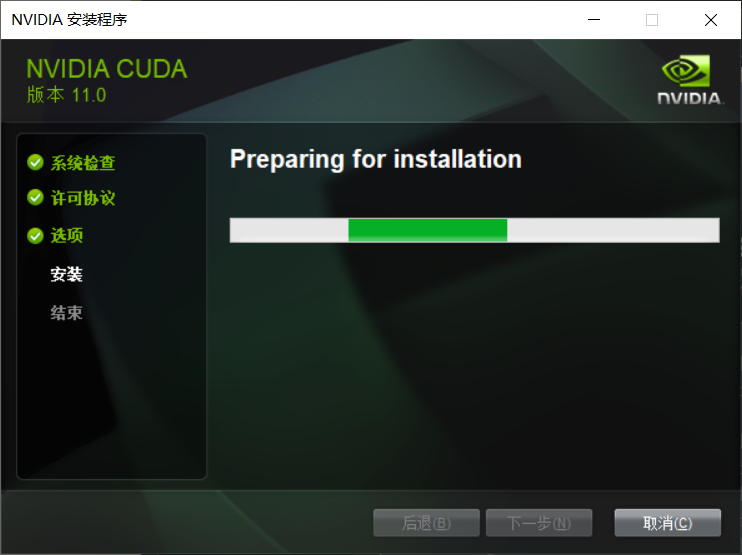 NVIDIA 安装程序
NVIDIA CUDA
版本 11.0
NVIDIA.
系统检查
许可协议
选项
安装
结束
Preparing for installation
后退(B)
下一步(N)
取消(C)